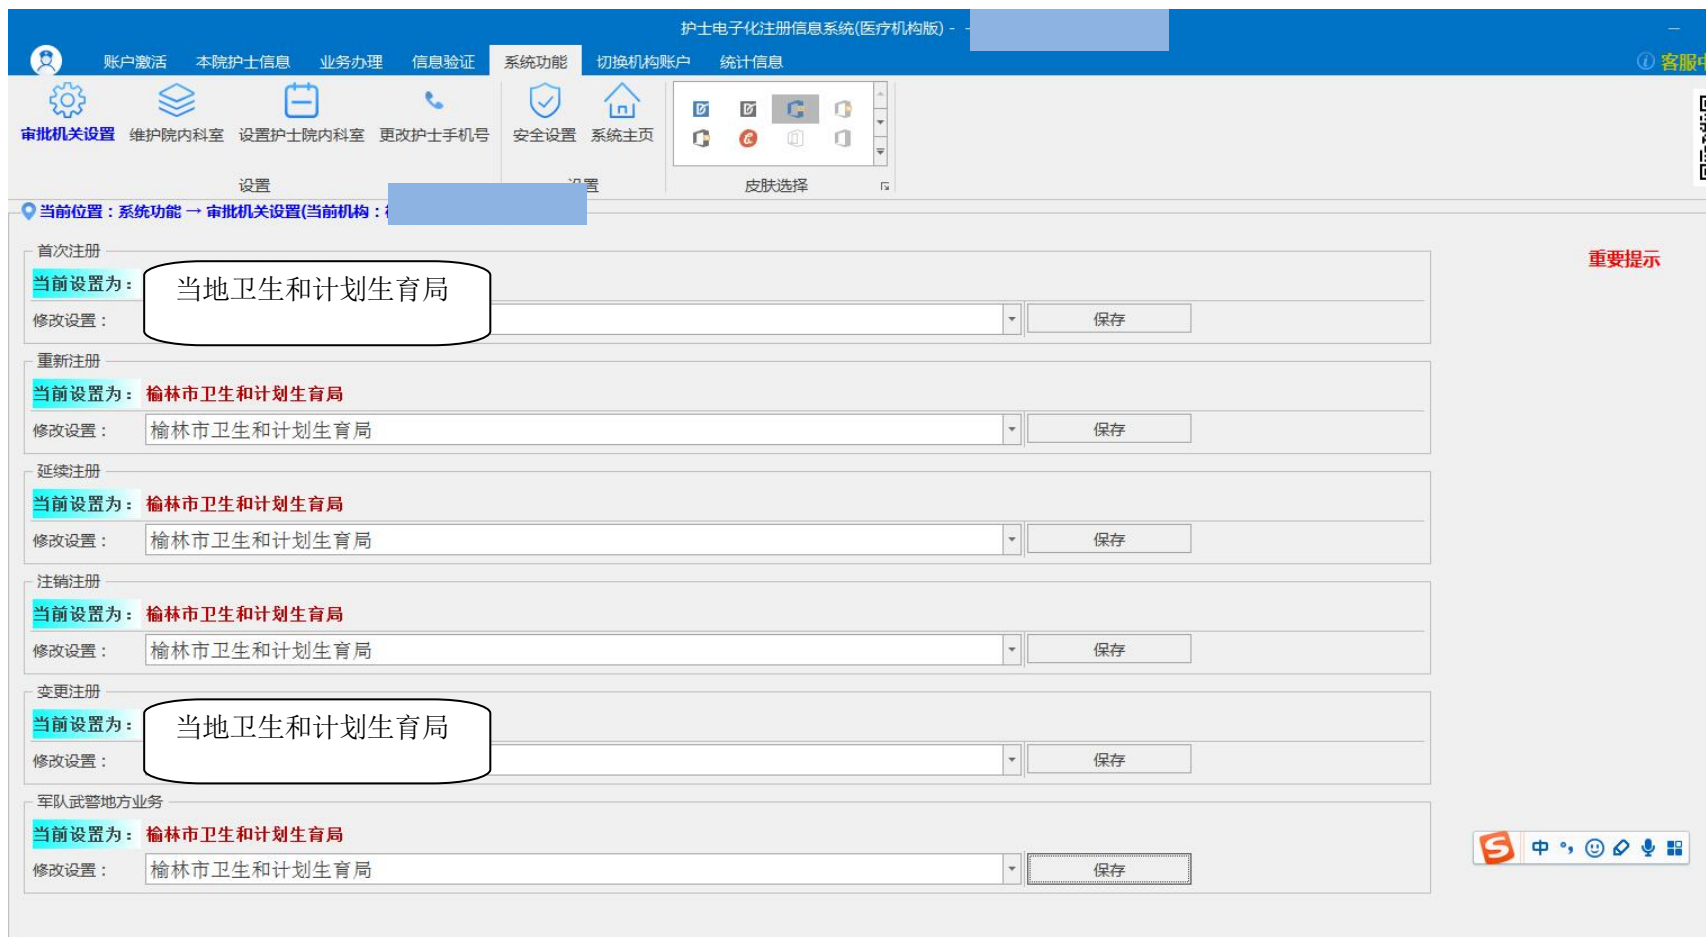 护士电子化注册信息系统(医疗机构版) - -
账户激活 本院护士信息 业务办理 信息验证 系统功能 切换机构账户 统计信息 客服中
审批机关设置 维护院内科室 设置护士院内科室 更改护士手机号 安全设置 系统主页
设置 设置 皮肤选择
当前位置：系统功能 → 审批机关设置(当前机构：
首次注册
重要提示
当前设置为：
当地卫生和计划生育局
修改设置： 保存
重新注册
当前设置为： 榆林市卫生和计划生育局
修改设置： 榆林市卫生和计划生育局 保存
延续注册
当前设置为： 榆林市卫生和计划生育局
修改设置： 榆林市卫生和计划生育局 保存
注销注册
当前设置为： 榆林市卫生和计划生育局
修改设置： 榆林市卫生和计划生育局 保存
变更注册
当前设置为：
当地卫生和计划生育局
修改设置： 保存
军队武警地方业务
当前设置为： 榆林市卫生和计划生育局
中
修改设置： 榆林市卫生和计划生育局 保存